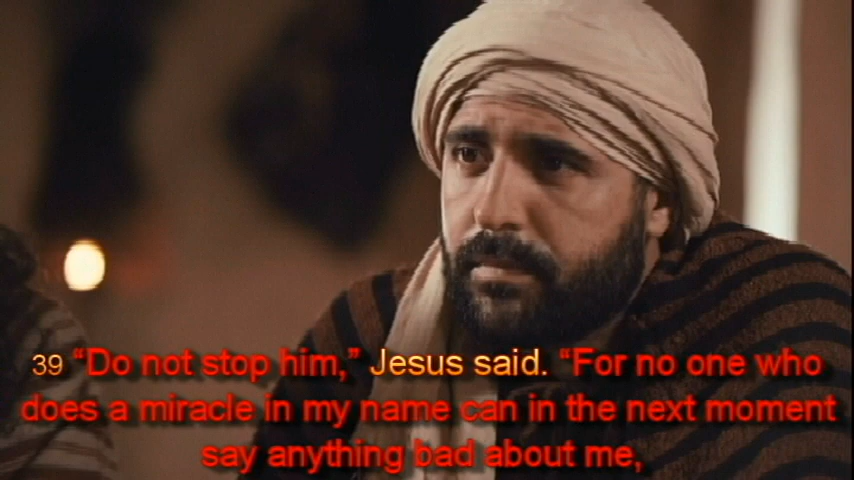 39 “Do not stop him,” Jesus said. “For no one who
does a miracle in my name can in the next moment
say anything bad about me,